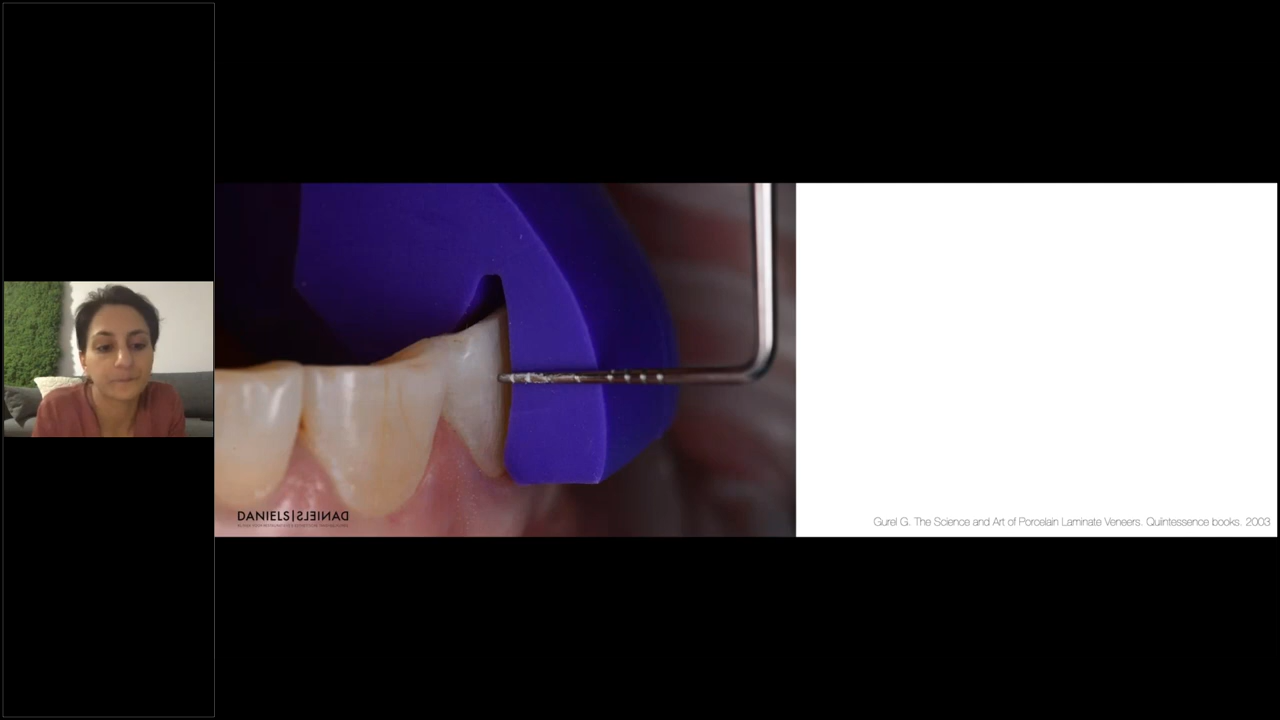 DANIELS|DANIELS
Gurel G. The Science and Art of Porcelain Laminate Veneers. Quintessence books. 2003